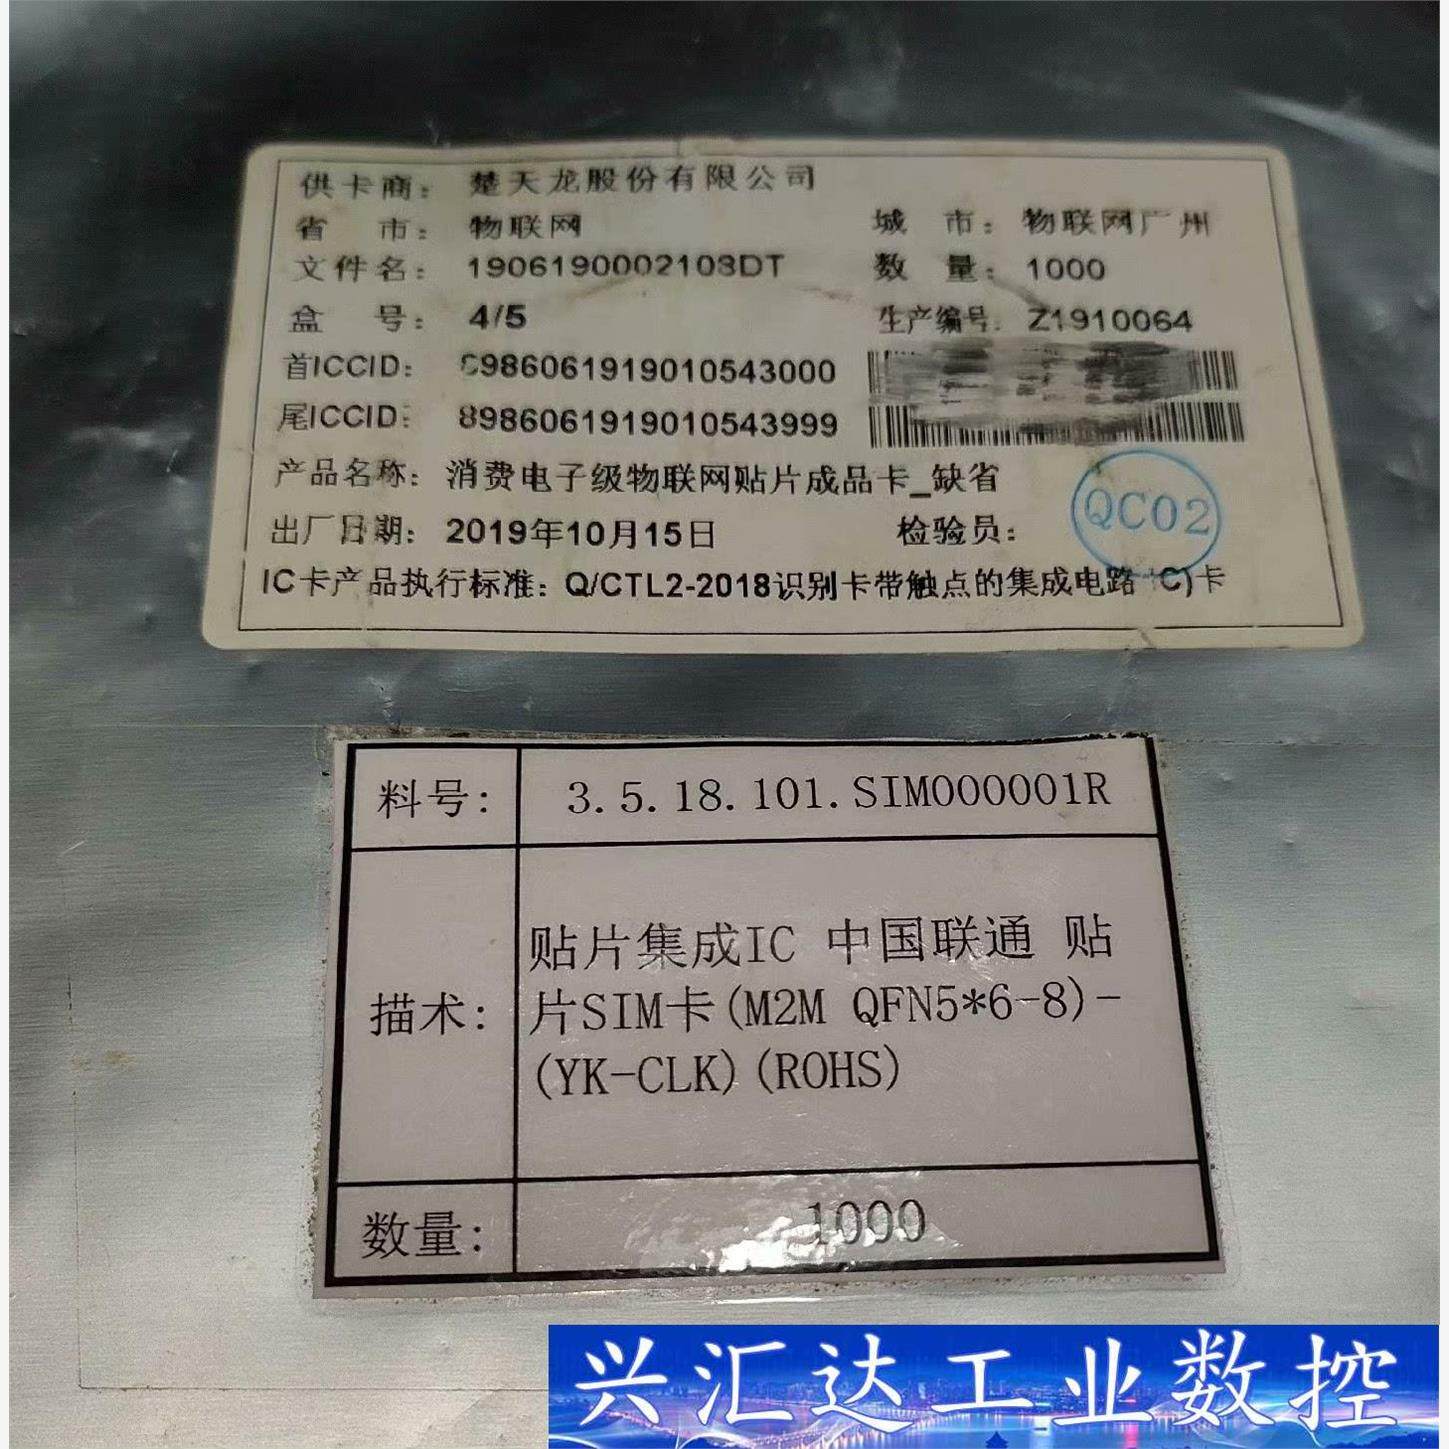 供卡商：楚天龙股份有限公司
省 市：物联网 城 市：物联网广州
文件名：1906190002108DT 数 量：1000
盒 号：4/5 生产编号：Z1910064
首ICCID：8986061919010543000
尾ICCID：8986061919010543999
产品名称：消费电子级物联网贴片成品卡_缺省
出厂日期：2019年10月15日 检验员：QC02
IC卡产品执行标准：Q/CTL2-2018识别卡带触点的集成电路 C)卡
料号: 3.5.18.101.SIM000001R
描术: 贴片集成IC 中国联通 贴
片SIM卡(M2M QFN5*6-8)-
(YK-CLK)(ROHS)
数量: 1000
兴汇达工业数控